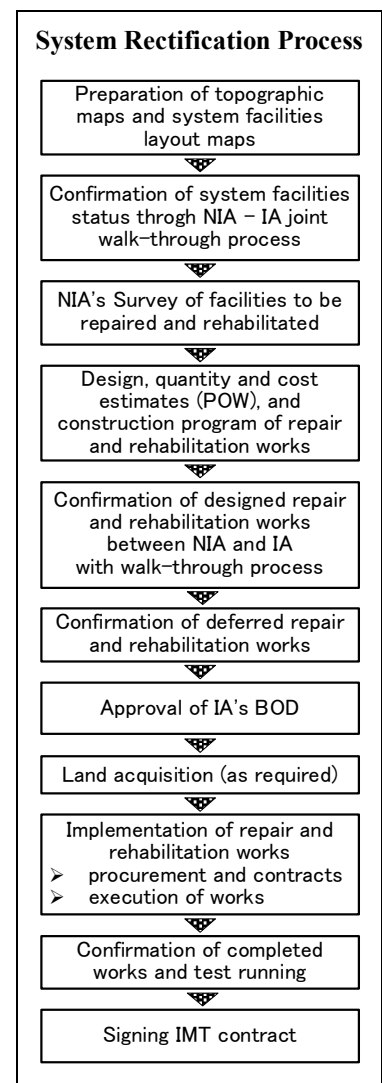 System Rectification Process
Preparation of topographic
maps and system facilities
layout maps
Confirmation of system facilities
status throgh NIA – IA joint
walk-through process
NIA's Survey of facilities to be
repaired and rehabilitated
Design, quantity and cost
estimates (POW), and
construction program of repair
and rehabilitation works
Confirmation of designed repair
and rehabilitation works
between NIA and IA
with walk-through process
Confirmation of deferred repair
and rehabilitation works
Approval of IA's BOD
Land acquisition (as required)
Implementation of repair and
rehabilitation works
➢ procurement and contracts
➢ execution of works
Confirmation of completed
works and test running
Signing IMT contract